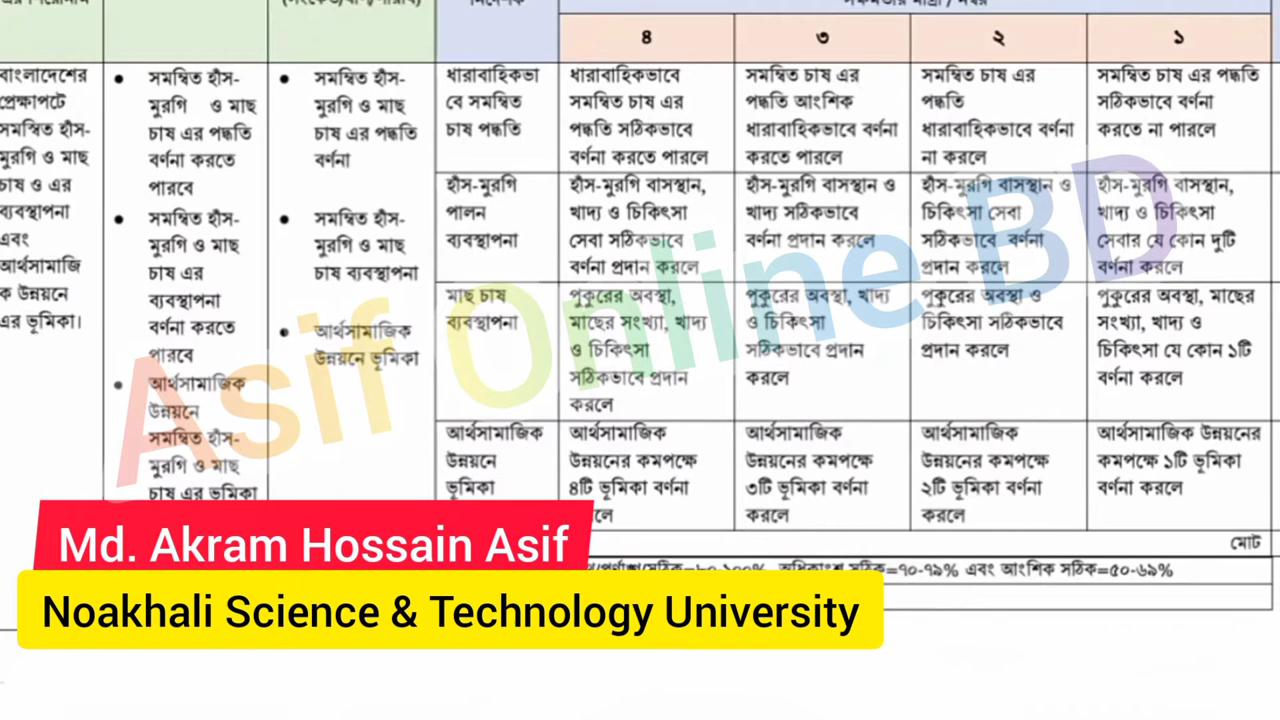 ৪
৩
২
১
বাংলাদেশের
প্রেক্ষাপটে
সমন্বিত হাঁস-
মুরগি ও মাছ
চাষ ও এর
ব্যবস্থাপনা
এবং
আর্থসামাজি
ক উন্নয়নে
এর ভূমিকা।
সমন্বিত হাঁস-
মুরগি ও মাছ
চাষ এর পদ্ধতি
বর্ণনা করতে
পারবে
সমন্বিত হাঁস-
মুরগি ও মাছ
চাষ এর
ব্যবস্থাপনা
বর্ণনা করতে
পারবে
আর্থসামাজিক
উন্নয়নে
সমন্বিত হাঁস-
মুরগি ও মাছ
চাষ এর ভূমিকা
সমন্বিত হাঁস-
মুরগি ও মাছ
চাষ এর পদ্ধতি
বর্ণনা
সমন্বিত হাঁস-
মুরগি ও মাছ
চাষ ব্যবস্থাপনা
আর্থসামাজিক
উন্নয়নে ভূমিকা
ধারাবাহিকভা
বে সমন্বিত
চাষ পদ্ধতি
ধারাবাহিকভাবে
সমন্বিত চাষ এর
পদ্ধতি সঠিকভাবে
বর্ণনা করতে পারলে
সমন্বিত চাষ এর
পদ্ধতি আংশিক
ধারাবাহিকভাবে বর্ণনা
করতে পারলে
সমন্বিত চাষ এর
পদ্ধতি
ধারাবাহিকভাবে বর্ণনা
না করলে
সমন্বিত চাষ এর পদ্ধতি
সঠিকভাবে বর্ণনা
করতে না পারলে
হাঁস-মুরগি
পালন
ব্যবস্থাপনা
হাঁস-মুরগি বাসস্থান,
খাদ্য ও চিকিৎসা
সেবা সঠিকভাবে
বর্ণনা প্রদান করলে
হাঁস-মুরগি বাসস্থান ও
খাদ্য সঠিকভাবে
বর্ণনা প্রদান করলে
হাঁস-মুরগি বাসস্থান ও
চিকিৎসা সেবা
সঠিকভাবে বর্ণনা
প্রদান করলে
হাঁস-মুরগি বাসস্থান,
খাদ্য ও চিকিৎসা
সেবার যে কোন দুটি
বর্ণনা করলে
মাছ চাষ
ব্যবস্থাপনা
পুকুরের অবস্থা,
মাছের সংখ্যা, খাদ্য
ও চিকিৎসা
সঠিকভাবে প্রদান
করলে
পুকুরের অবস্থা, খাদ্য
ও চিকিৎসা
সঠিকভাবে প্রদান
করলে
পুকুরের অবস্থা ও
চিকিৎসা সঠিকভাবে
প্রদান করলে
পুকুরের অবস্থা, মাছের
সংখ্যা, খাদ্য ও
চিকিৎসা যে কোন ১টি
বর্ণনা করলে
আর্থসামাজিক
উন্নয়নে
ভূমিকা
আর্থসামাজিক
উন্নয়নের কমপক্ষে
৪টি ভূমিকা বর্ণনা
লে
আর্থসামাজিক
উন্নয়নের কমপক্ষে
৩টি ভূমিকা বর্ণনা
করলে
আর্থসামাজিক
উন্নয়নের কমপক্ষে
২টি ভূমিকা বর্ণনা
করলে
আর্থসামাজিক উন্নয়নের
কমপক্ষে ১টি ভূমিকা
বর্ণনা করলে
মোট
অধিকাংশ সঠিক=৭০-৭৯% এবং আংশিক সঠিক=৫০-৬৯%
Asif Online BD
Md. Akram Hossain Asif
Noakhali Science & Technology University